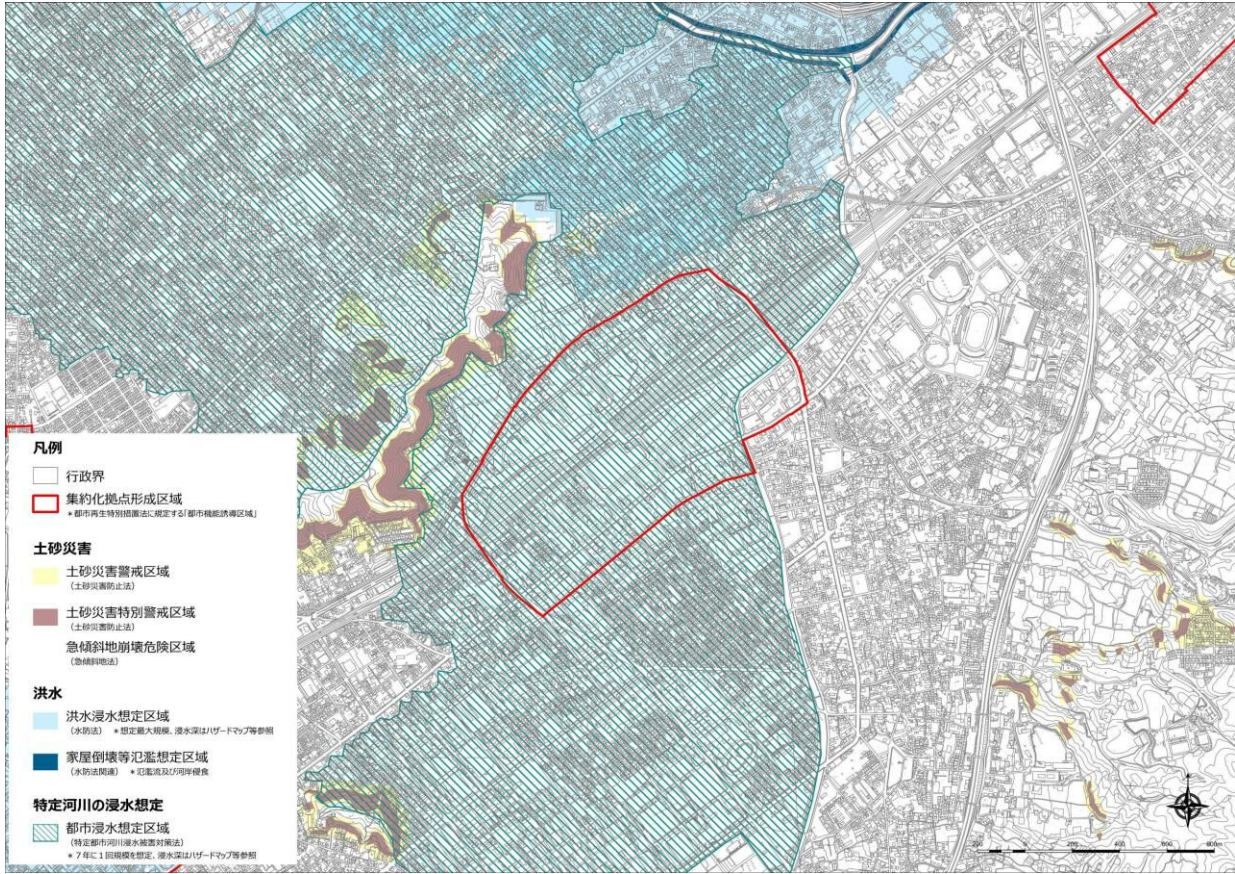 凡例
行政界
集約化拠点形成区域
＊都市再生特別措置法に規定する「都市機能誘導区域」
土砂災害
土砂災害警戒区域
（土砂災害防止法）
土砂災害特別警戒区域
（土砂災害防止法）
急傾斜地崩壊危険区域
（急傾斜地法）
洪水
洪水浸水想定区域
（水防法） ＊想定最大規模、浸水深はハザードマップ等参照
家屋倒壊等氾濫想定区域
（水防法関連） ＊氾濫流及び河岸侵食
特定河川の浸水想定
都市浸水想定区域
（特定都市河川浸水被害対策法）
＊７年に１回規模を想定、浸水深はハザードマップ等参照
200 0 200 400 600 800m